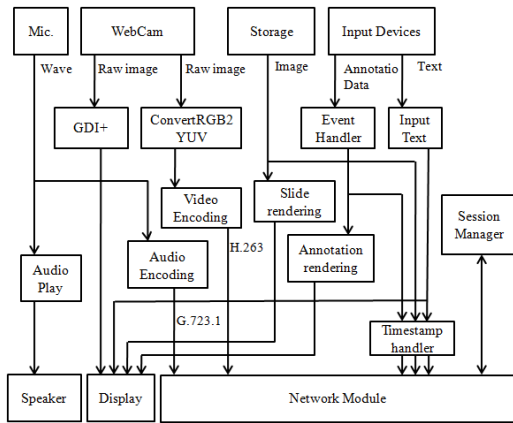 Mic.
WebCam
Storage
Input Devices
Wave
Raw image
Raw image
Image
Annotatio
Data
Text
GDI+
ConvertRGB2
YUV
Event
Handler
Input
Text
Video
Encoding
Slide
rendering
Session
Manager
H.263
Audio
Encoding
Annotation
rendering
Audio
Play
G.723.1
Timestamp
handler
Speaker
Display
Network Module